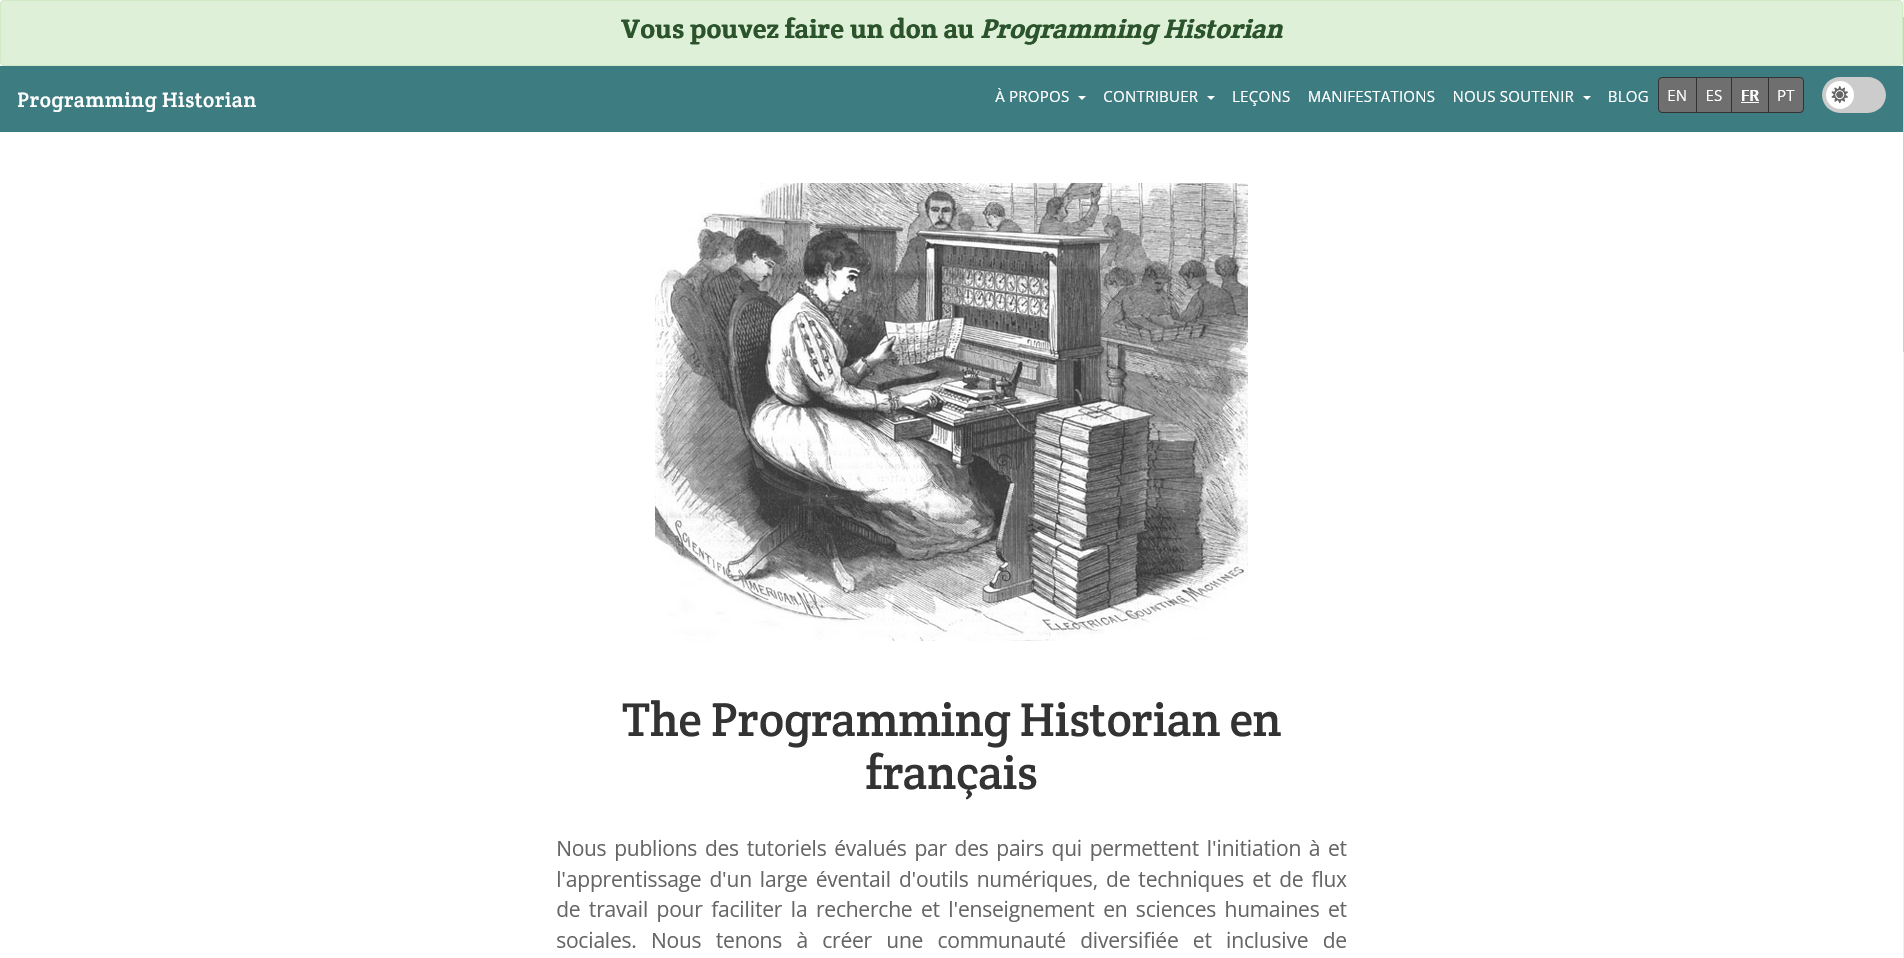 Vous pouvez faire un don au Programming Historian
Programming Historian
À PROPOS
CONTRIBUER
LEÇONS
MANIFESTATIONS
NOUS SOUTENIR
BLOG
EN
ES
FR
PT
SCIENTIFIC AMERICAN. N.Y.
ELECTRICAL COUNTING MACHINES
The Programming Historian en
français
Nous publions des tutoriels évalués par des pairs qui permettent l'initiation à et
l'apprentissage d'un large éventail d'outils numériques, de techniques et de flux
de travail pour faciliter la recherche et l'enseignement en sciences humaines et
sociales. Nous tenons à créer une communauté diversifiée et inclusive de